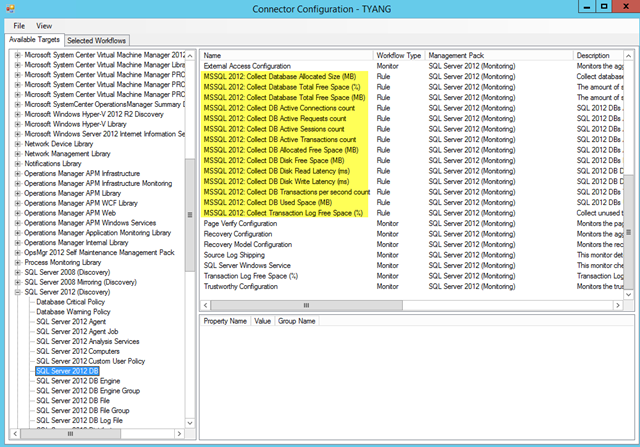 Connector Configuration - TYANG
File View
Available Targets Selected Workflows
Microsoft System Center Virtual Machine Manager 2012
Microsoft System Center Virtual Machine Manager Libra
Microsoft System Center Virtual Machine Manager PRO
Microsoft System Center Virtual Machine Manager PRO
Microsoft SystemCenter OperationsManager Summary D
Microsoft Windows Hyper-V 2012 R2 Discovery
Microsoft Windows Hyper-V Library
Microsoft Windows Server 2012 Internet Information Se
Network Device Library
Network Management Library
Notifications Library
Operations Manager APM Infrastructure
Operations Manager APM Infrastructure Monitoring
Operations Manager APM Library
Operations Manager APM WCF Library
Operations Manager APM Web
Operations Manager APM Windows Services
Operations Manager Application Monitoring Library
Operations Manager Internal Library
OpsMgr 2012 Self Maintenance Management Pack
Process Monitoring Library
SQL Server 2008 (Discovery)
SQL Server 2008 Mirroring (Discovery)
SQL Server 2012 (Discovery)
Database Critical Policy
Database Warning Policy
SQL Server 2012 Agent
SQL Server 2012 Agent Job
SQL Server 2012 Analysis Services
SQL Server 2012 Computers
SQL Server 2012 Custom User Policy
SQL Server 2012 DB
SQL Server 2012 DB Engine
SQL Server 2012 DB Engine Group
SQL Server 2012 DB File
SQL Server 2012 DB File Group
SQL Server 2012 DB Log File
Name Workflow Type Management Pack Description
External Access Configuration Monitor SQL Server 2012 (Monitoring) Monitors the agg
MSSQL 2012: Collect Database Allocated Size (MB) Rule SQL Server 2012 (Monitoring) Collect database
MSSQL 2012: Collect Database Total Free Space (%) Rule SQL Server 2012 (Monitoring) The amount of s
MSSQL 2012: Collect Database Total Free Space (MB) Rule SQL Server 2012 (Monitoring) The amount of s
MSSQL 2012: Collect DB Active Connections count Rule SQL Server 2012 (Monitoring) SQL 2012 DBs
MSSQL 2012: Collect DB Active Requests count Rule SQL Server 2012 (Monitoring) SQL 2012 DBs .
MSSQL 2012: Collect DB Active Sessions count Rule SQL Server 2012 (Monitoring) SQL 2012 DBs .
MSSQL 2012: Collect DB Active Transactions count Rule SQL Server 2012 (Monitoring) SQL 2012 DBs .
MSSQL 2012: Collect DB Allocated Free Space (MB) Rule SQL Server 2012 (Monitoring) SQL 2012 DBs .
MSSQL 2012: Collect DB Disk Free Space (MB) Rule SQL Server 2012 (Monitoring) SQL 2012 DBs
MSSQL 2012: Collect DB Disk Read Latency (ms) Rule SQL Server 2012 (Monitoring) SQL 2012 DB D
MSSQL 2012: Collect DB Disk Write Latency (ms) Rule SQL Server 2012 (Monitoring) SQL 2012 DB D
MSSQL 2012: Collect DB Transactions per second count Rule SQL Server 2012 (Monitoring) SQL 2012 DBs
MSSQL 2012: Collect DB Used Space (MB) Rule SQL Server 2012 (Monitoring) SQL 2012 DBs
MSSQL 2012: Collect Transaction Log Free Space (%) Rule SQL Server 2012 (Monitoring) Collect unused t
Page Verify Configuration Monitor SQL Server 2012 (Monitoring) Monitors the pag
Recovery Configuration Monitor SQL Server 2012 (Monitoring) Monitors the agg
Recovery Model Configuration Monitor SQL Server 2012 (Monitoring) Monitors the rec
Source Log Shipping Monitor SQL Server 2012 (Monitoring) This monitor det
SQL Server Windows Service Monitor SQL Server 2012 (Monitoring) This monitor che
Transaction Log Free Space (%) Monitor SQL Server 2012 (Monitoring) Transaction Log
Trustworthy Configuration Monitor SQL Server 2012 (Monitoring) Monitors the trus
Property Name Value Group Name